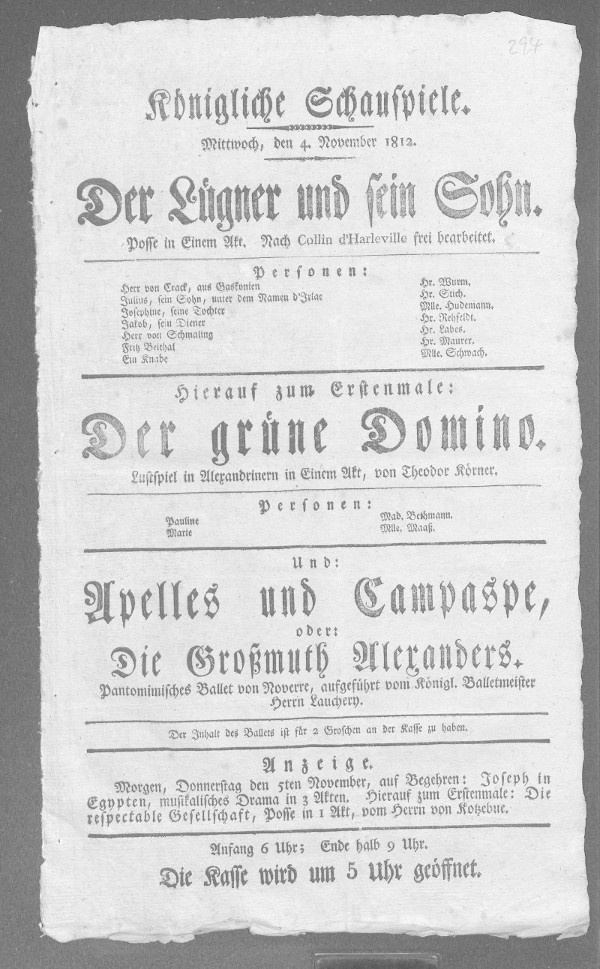 294
Königliche Schauspiele.
Mittwoch, den 4. November 1812.
Der Lügner und sein Sohn.
Posse in Einem Akt. Nach Collin d'Harleville frei bearbeitet.
Personen:
Herr von Crack, aus Gaskonien Hr. Wurm.
Julius, sein Sohn, unter dem Namen d'Irlac Hr. Stich.
Josephine, seine Tochter Mlle. Hudemann.
Jakob, sein Diener Hr. Rehfeldt.
Herr von Schmaling Hr. Labes.
Fritz Beithal Hr. Maurer.
Ein Knabe Mlle. Schwach.
Hierauf zum Erstenmale:
Der grüne Domino.
Lustspiel in Alexandrinern in Einem Akt, von Theodor Körner.
Personen:
Pauline Mad. Bethmann.
Marie Mlle. Maaß.
Und:
Apelles und Campaspe,
oder:
Die Großmuth Alexanders.
Pantomimisches Ballet von Noverre, aufgeführt vom Königl. Balletmeister
Herrn Lauchery.
Der Inhalt des Ballets ist für 2 Groschen an der Kasse zu haben.
Anzeige.
Morgen, Donnerstag den 5ten November, auf Begehren: Joseph in
Egypten, musikalisches Drama in 3 Akten. Hierauf zum Erstenmale: Die
respectable Gesellschaft, Posse in 1 Akt, vom Herrn von Kotzebue.
Anfang 6 Uhr; Ende halb 9 Uhr.
Die Kasse wird um 5 Uhr geöffnet.